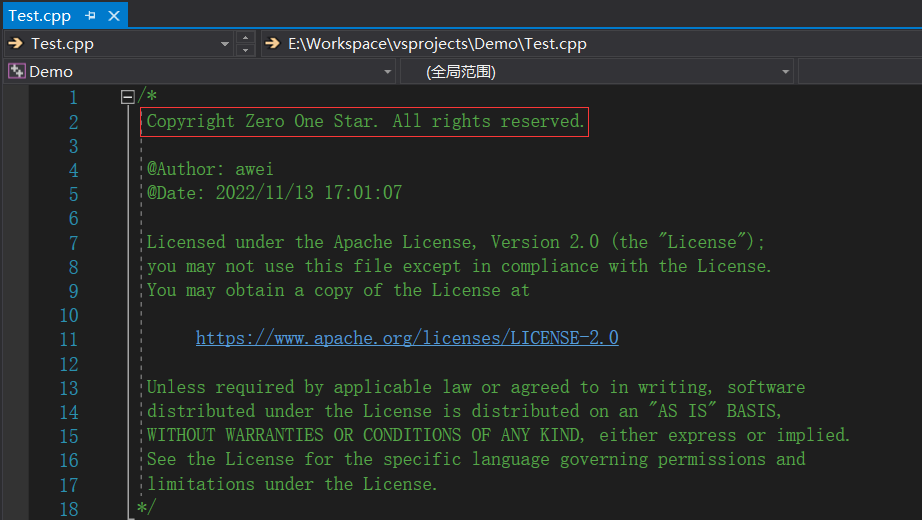 Test.cpp
Test.cpp
E:\Workspace\vsprojects\Demo\Test.cpp
Demo
(全局范围)
1 /*
2 Copyright Zero One Star. All rights reserved.
3
4 @Author: awei
5 @Date: 2022/11/13 17:01:07
6
7 Licensed under the Apache License, Version 2.0 (the "License");
8 you may not use this file except in compliance with the License.
9 You may obtain a copy of the License at
10
11 https://www.apache.org/licenses/LICENSE-2.0
12
13 Unless required by applicable law or agreed to in writing, software
14 distributed under the License is distributed on an "AS IS" BASIS,
15 WITHOUT WARRANTIES OR CONDITIONS OF ANY KIND, either express or implied.
16 See the License for the specific language governing permissions and
17 limitations under the License.
18 */